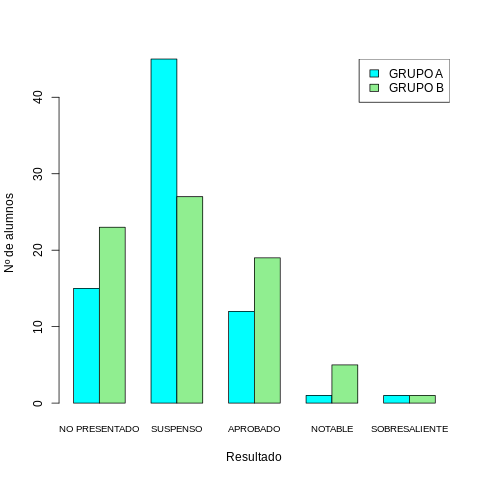 GRUPO A
GRUPO B
Nº de alumnos
40
30
20
10
0
NO PRESENTADO SUSPENSO APROBADO NOTABLE SOBRESALIENTE
Resultado